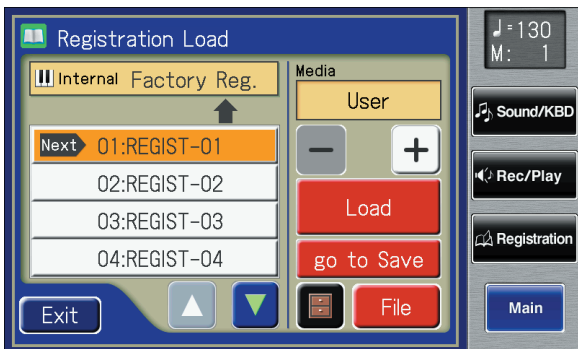 Registration Load
Internal Factory Reg.
Next 01:REGIST-01
02:REGIST-02
03:REGIST-03
04:REGIST-04
Exit
Media
User
− +
Load
go to Save
File
♩=130
M: 1
Sound/KBD
Rec/Play
Registration
Main